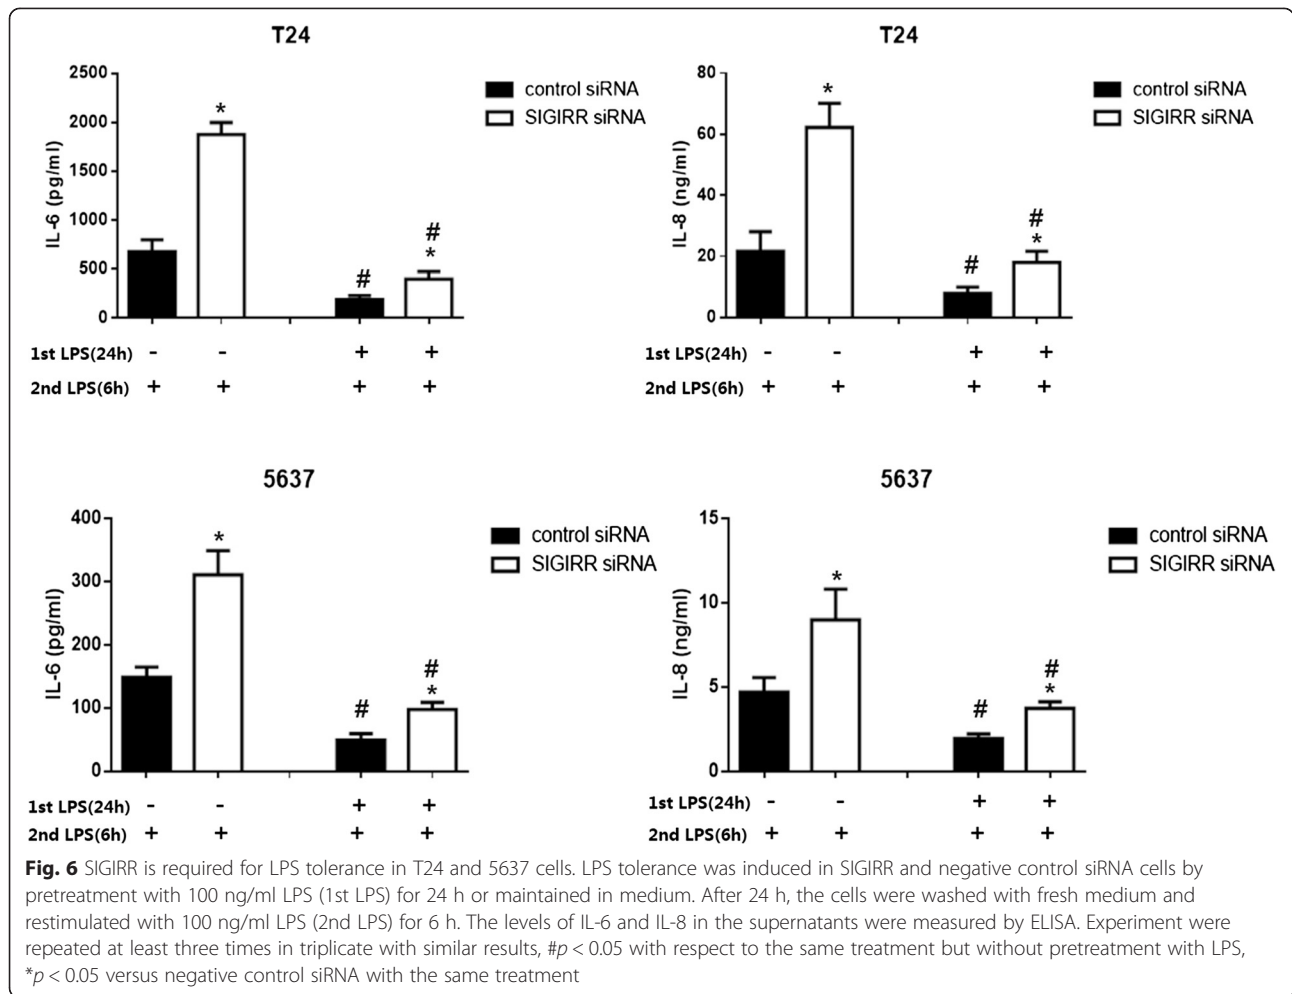 T24
2500
2000
1500
1000
500
0
IL-6 (pg/ml)
*
#
#
*
control siRNA
SIGIRR siRNA
1st LPS(24h) - - + +
2nd LPS(6h) + + + +
T24
80
60
40
20
0
IL-8 (ng/ml)
*
#
#
*
control siRNA
SIGIRR siRNA
1st LPS(24h) - - + +
2nd LPS(6h) + + + +
5637
400
300
200
100
0
IL-6 (pg/ml)
*
#
#
*
control siRNA
SIGIRR siRNA
1st LPS(24h) - - + +
2nd LPS(6h) + + + +
5637
15
10
5
0
IL-8 (ng/ml)
*
#
#
*
control siRNA
SIGIRR siRNA
1st LPS(24h) - - + +
2nd LPS(6h) + + + +
Fig. 6 SIGIRR is required for LPS tolerance in T24 and 5637 cells. LPS tolerance was induced in SIGIRR and negative control siRNA cells by
pretreatment with 100 ng/ml LPS (1st LPS) for 24 h or maintained in medium. After 24 h, the cells were washed with fresh medium and
restimulated with 100 ng/ml LPS (2nd LPS) for 6 h. The levels of IL-6 and IL-8 in the supernatants were measured by ELISA. Experiment were
repeated at least three times in triplicate with similar results, #p < 0.05 with respect to the same treatment but without pretreatment with LPS,
*p < 0.05 versus negative control siRNA with the same treatment